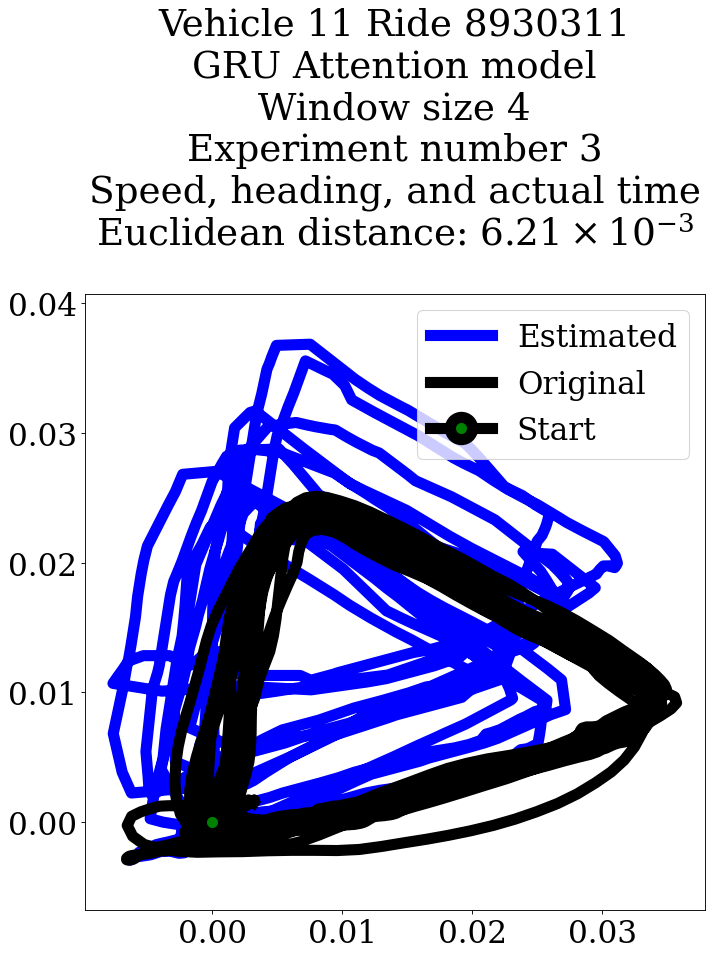 Vehicle 11 Ride 8930311
GRU Attention model
Window size 4
Experiment number 3
Speed, heading, and actual time
Euclidean distance: 6.21 × 10⁻³
0.04
0.03
0.02
0.01
0.00
Estimated
Original
Start
0.00
0.01
0.02
0.03